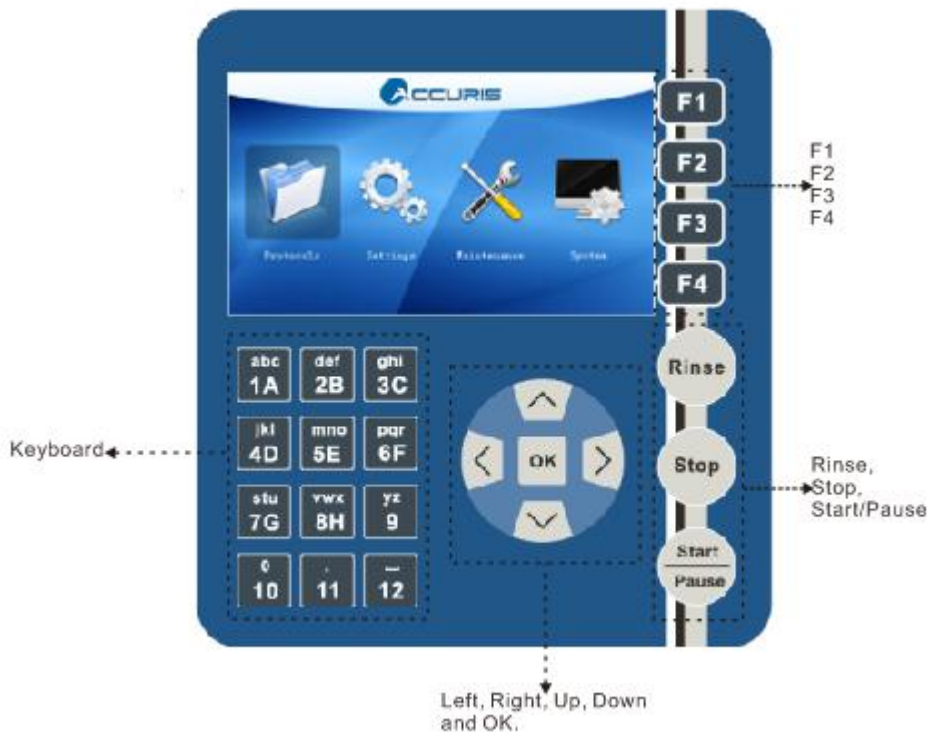 ACCURIS
Protocols Settings Maintenance System
F1
F2
F3
F4
F1
F2
F3
F4
abc def ghi
1A 2B 3C
jkl mno pqr
4D 5E 6F
stu vwx yz
7G 8H 9
0 . _
10 11 12
Keyboard
OK
Rinse
Stop
Start
Pause
Rinse,
Stop,
Start/Pause
Left, Right, Up, Down
and OK.